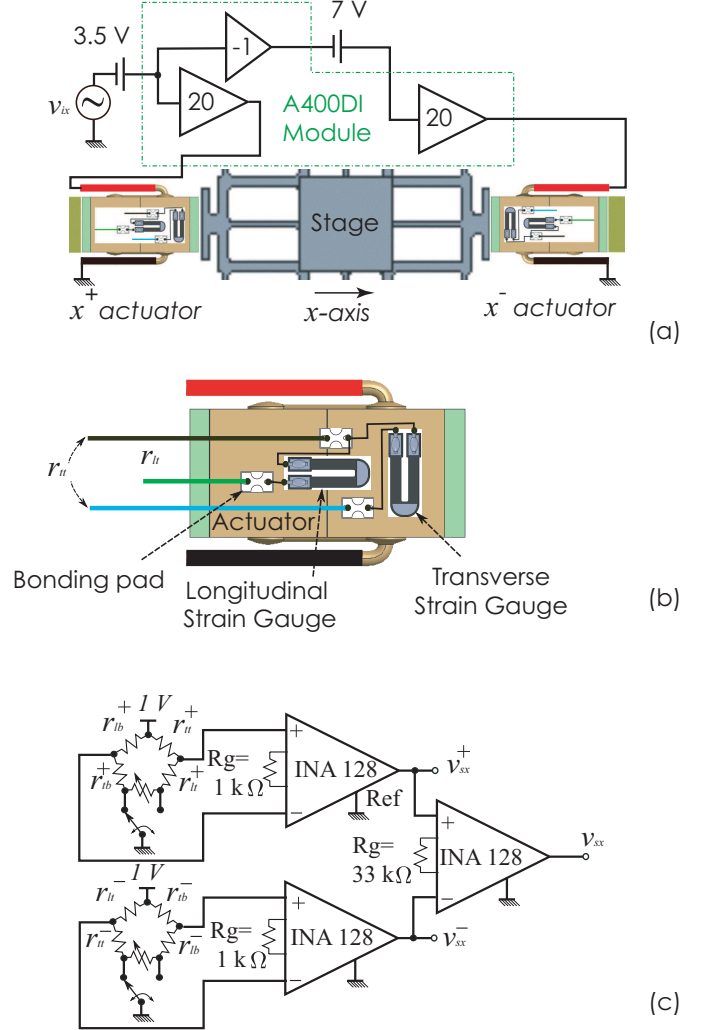 7 V
3.5 V
-1
20
v_ix
A400DI
Module
20
Stage
x⁺ actuator
x-axis
x⁻ actuator
(a)
r_tt
r_lt
Actuator
Bonding pad
Longitudinal
Strain Gauge
Transverse
Strain Gauge
(b)
1 V
r_lb⁺
r_tt⁺
r_tb⁺
r_lt⁺
Rg=
1 kΩ
+
INA 128
−
Ref
v_sx⁺
Rg=
33 kΩ
+
INA 128
−
v_sx
1 V
r_lt⁻
r_tb⁻
r_tt⁻
r_lb⁻
Rg=
1 kΩ
+
INA 128
−
v_sx⁻
(c)